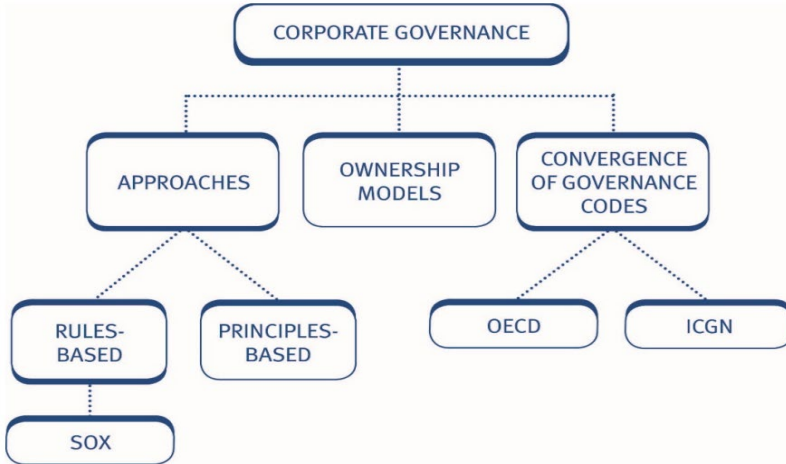 CORPORATE GOVERNANCE
APPROACHES
OWNERSHIP
MODELS
CONVERGENCE
OF GOVERNANCE
CODES
RULES-
BASED
PRINCIPLES-
BASED
OECD
ICGN
SOX